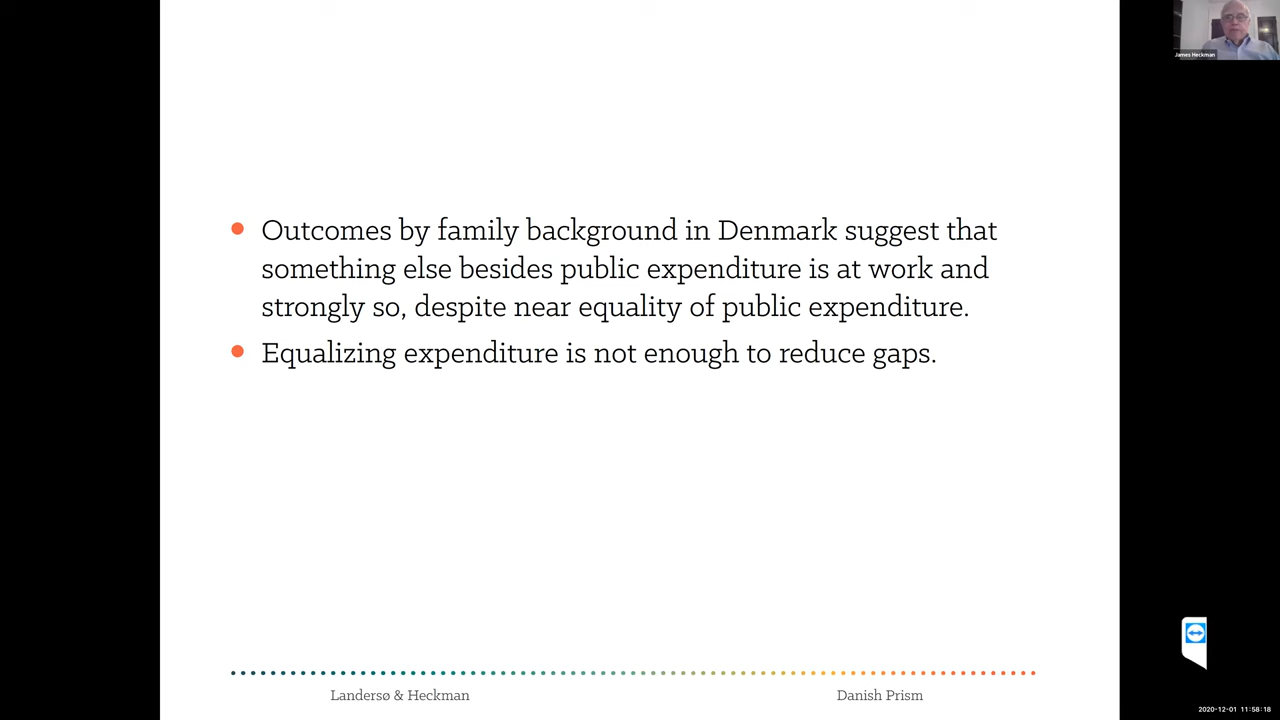 James Heckman
Outcomes by family background in Denmark suggest that
something else besides public expenditure is at work and
strongly so, despite near equality of public expenditure.
Equalizing expenditure is not enough to reduce gaps.
Landersø & Heckman
Danish Prism
2020-12-01 11:58:18